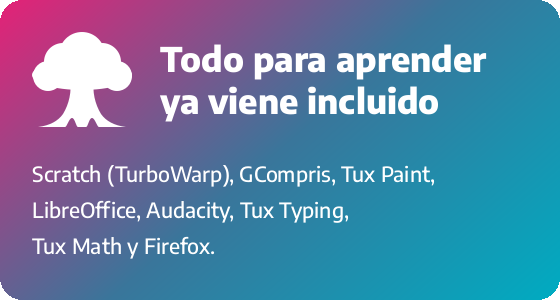 Todo para aprender
ya viene incluido
Scratch (TurboWarp), GCompris, Tux Paint,
LibreOffice, Audacity, Tux Typing,
Tux Math y Firefox.